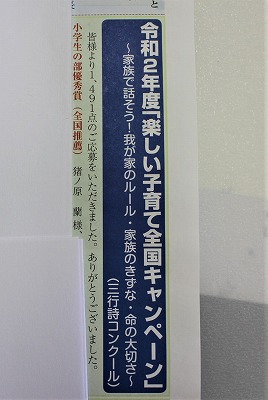 令和2年度「楽しい子育て全国キャンペーン」
～家族で話そう！我が家のルール・家族のきずな・命の大切さ～
（三行詩コンクール）
皆様より1,491点のご応募をいただきました。ありがとうございました。
小学生の部優秀賞（全国推薦）　猪ノ原　蘭　様、
と